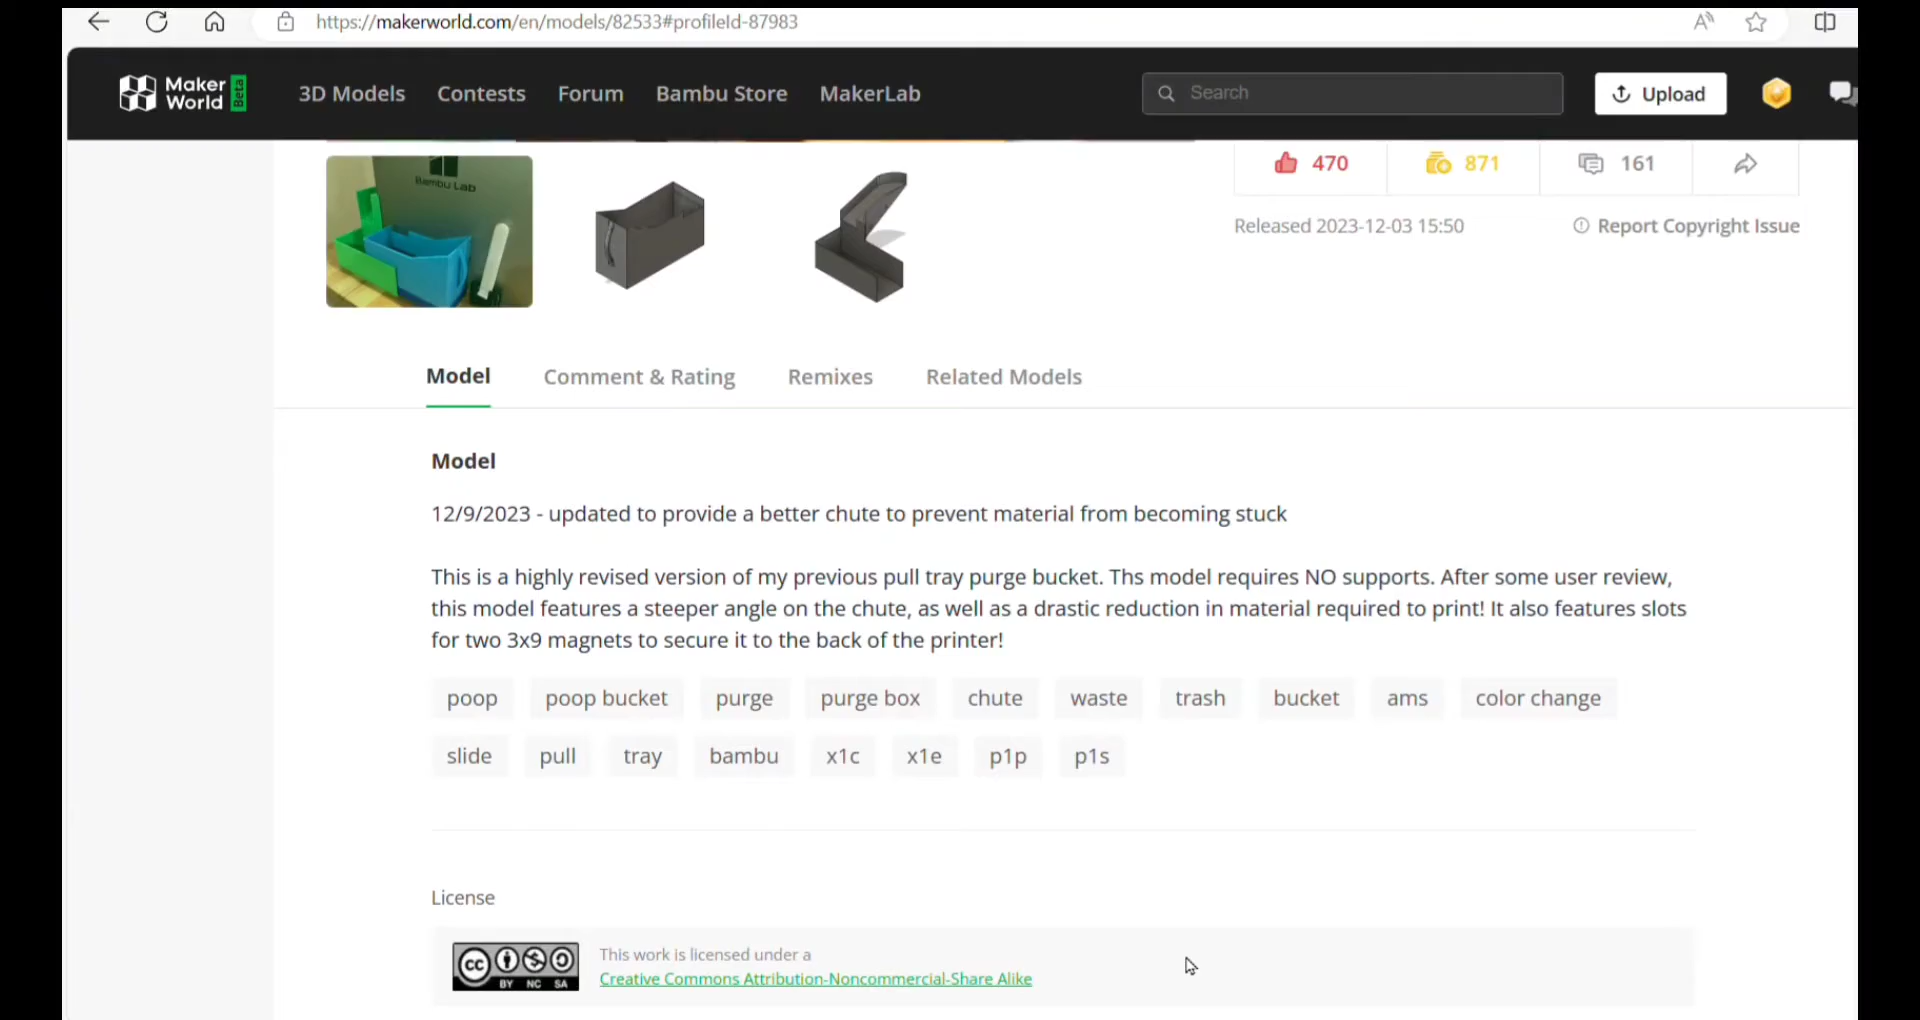 https://makerworld.com/en/models/82533#profileId-87983
Maker World Beta
3D Models Contests Forum Bambu Store MakerLab
Search
Upload
Bambu Lab
470 871 161
Released 2023-12-03 15:50
Report Copyright Issue
Model Comment & Rating Remixes Related Models
Model
12/9/2023 - updated to provide a better chute to prevent material from becoming stuck
This is a highly revised version of my previous pull tray purge bucket. Ths model requires NO supports. After some user review,
this model features a steeper angle on the chute, as well as a drastic reduction in material required to print! It also features slots
for two 3x9 magnets to secure it to the back of the printer!
poop poop bucket purge purge box chute waste trash bucket ams color change
slide pull tray bambu x1c x1e p1p p1s
License
CC BY NC SA
This work is licensed under a
Creative Commons Attribution-Noncommercial-Share Alike